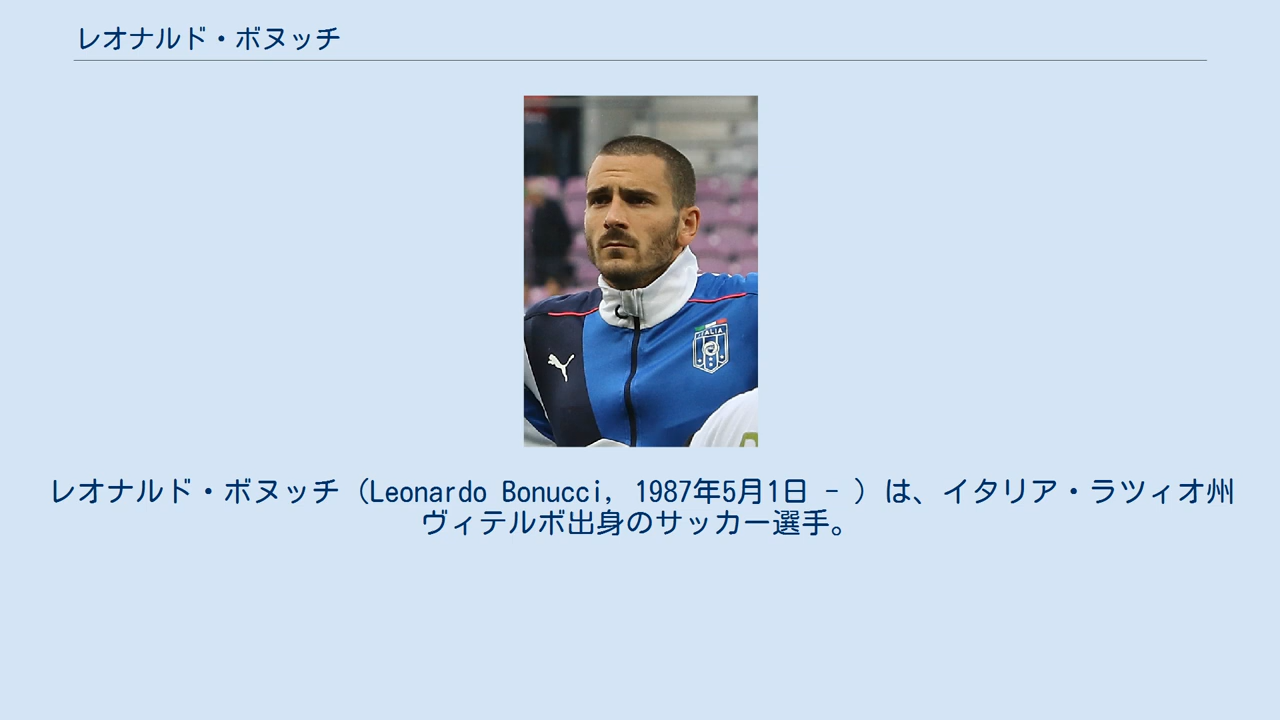 レオナルド・ボヌッチ
ITALIA
レオナルド・ボヌッチ（Leonardo Bonucci, 1987年5月1日 - ）は、イタリア・ラツィオ州
ヴィテルボ出身のサッカー選手。